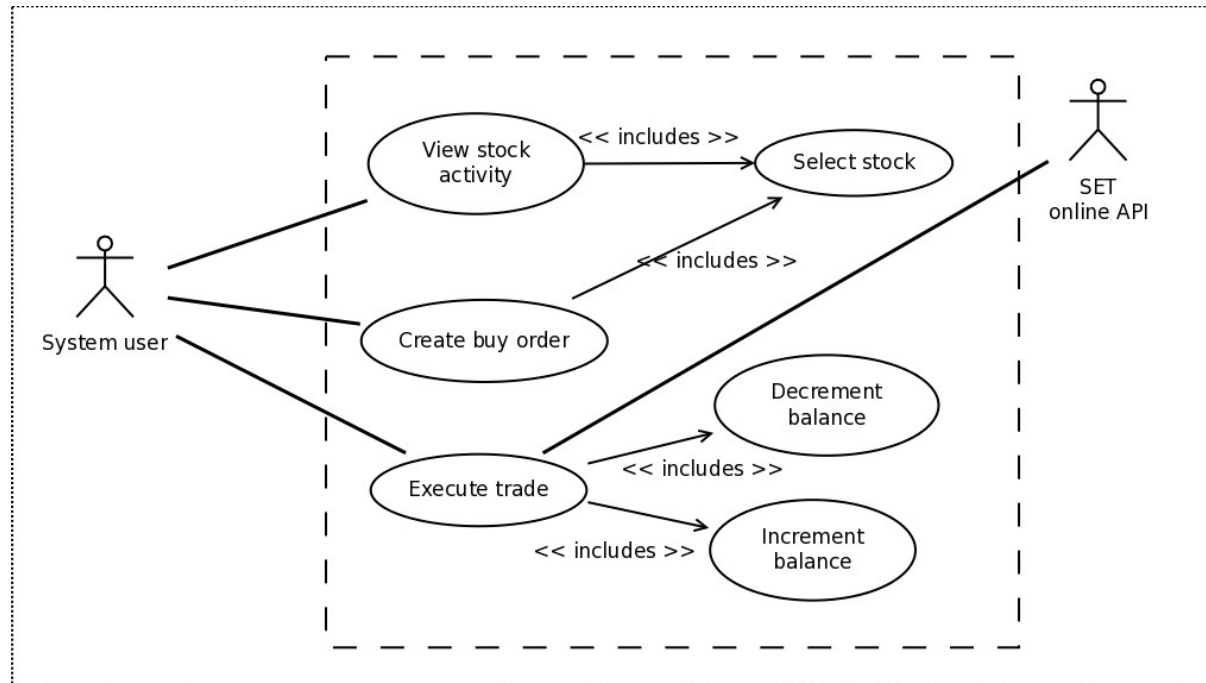 View stock
activity
<< includes >>
Select stock
SET
online API
<< includes >>
System user
Create buy order
Decrement
balance
<< includes >>
Execute trade
<< includes >>
Increment
balance